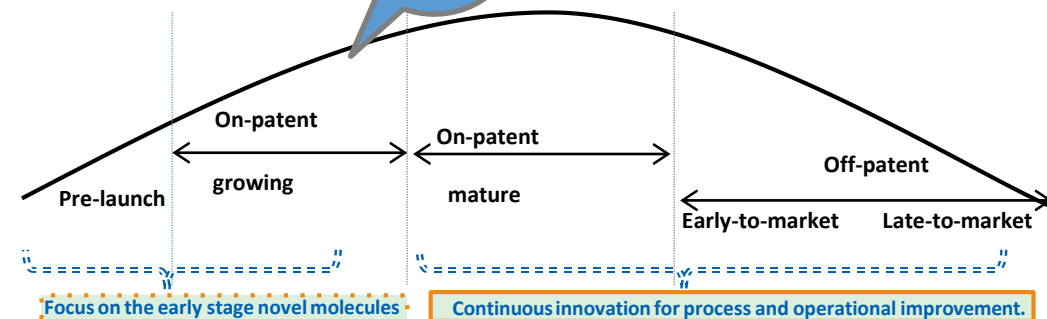 On-patent
growing
On-patent
mature
Off-patent
Pre-launch
Early-to-market
Late-to-market
Focus on the early stage novel molecules
Continuous innovation for process and operational improvement.